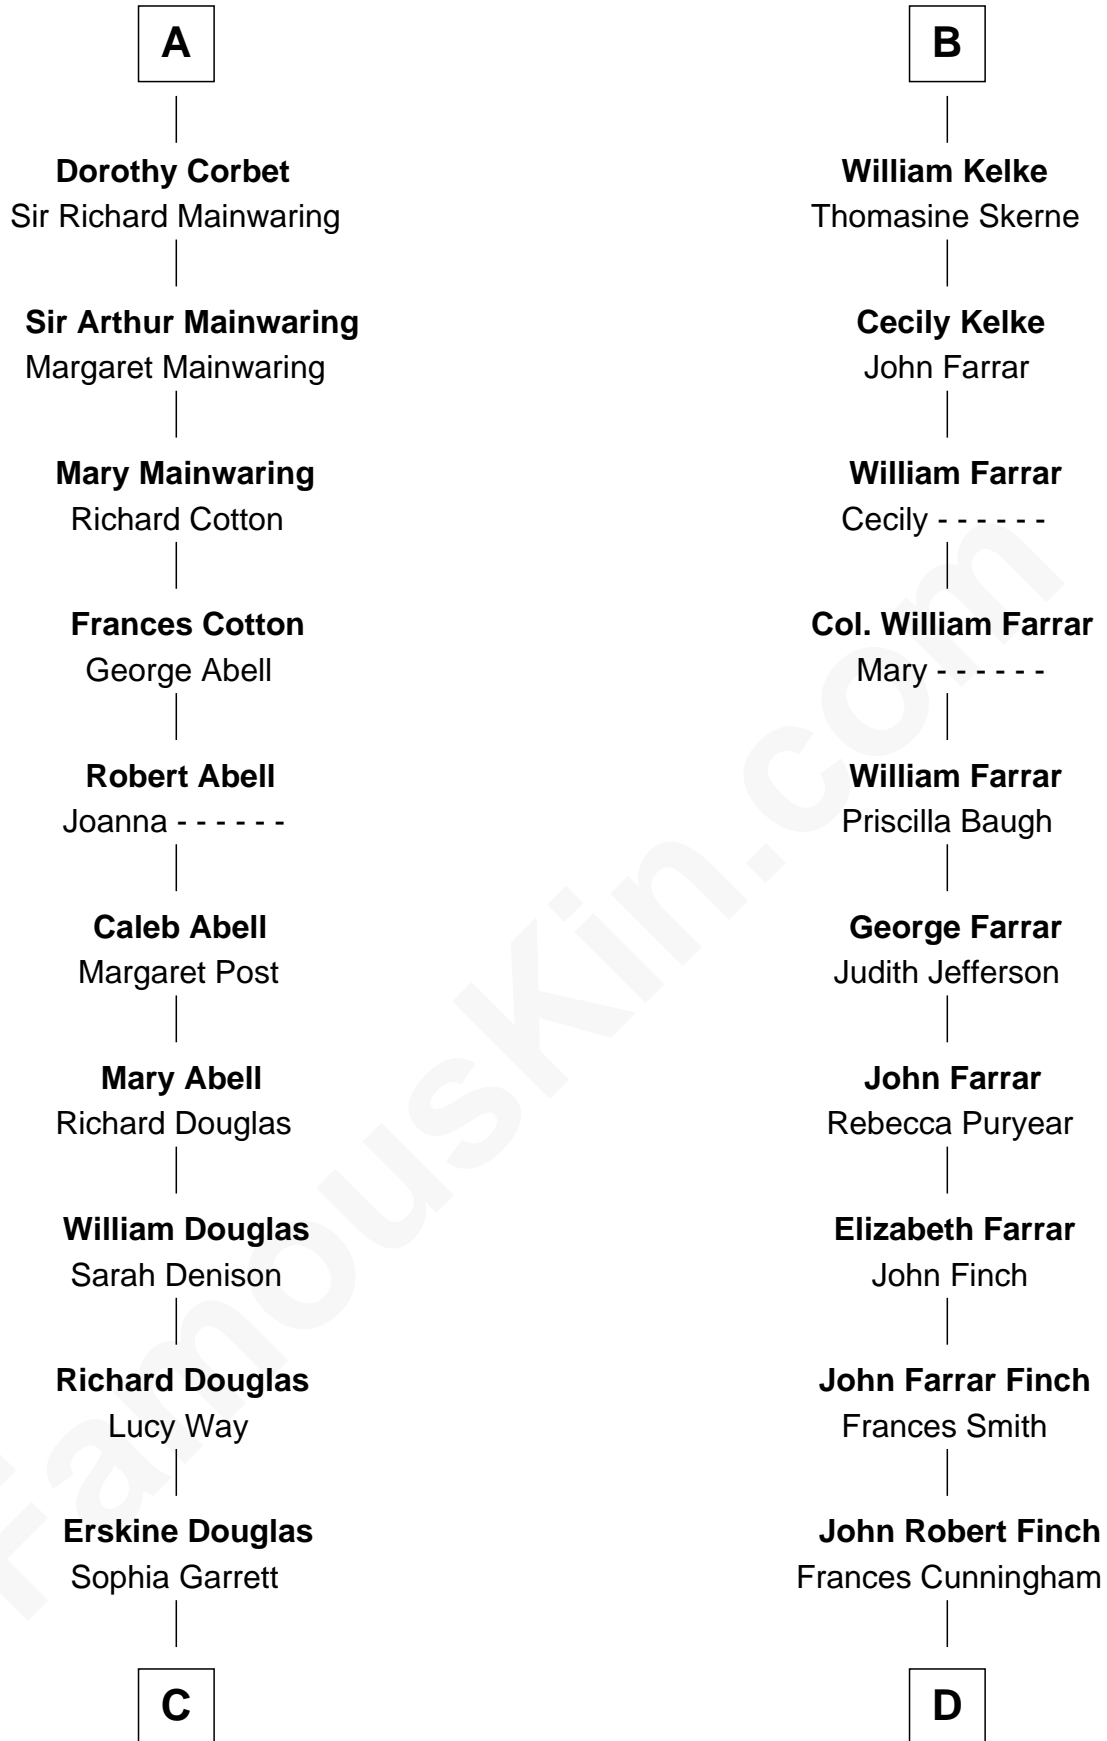 A
Dorothy Corbet
Sir Richard Mainwaring
Sir Arthur Mainwaring
Margaret Mainwaring
Mary Mainwaring
Richard Cotton
Frances Cotton
George Abell
Robert Abell
Joanna - - - - - -
Caleb Abell
Margaret Post
Mary Abell
Richard Douglas
William Douglas
Sarah Denison
Richard Douglas
Lucy Way
Erskine Douglas
Sophia Garrett
C
B
William Kelke
Thomasine Skerne
Cecily Kelke
John Farrar
William Farrar
Cecily - - - - - -
Col. William Farrar
Mary - - - - - -
William Farrar
Priscilla Baugh
George Farrar
Judith Jefferson
John Farrar
Rebecca Puryear
Elizabeth Farrar
John Finch
John Farrar Finch
Frances Smith
John Robert Finch
Frances Cunningham
D
FamousKin.com